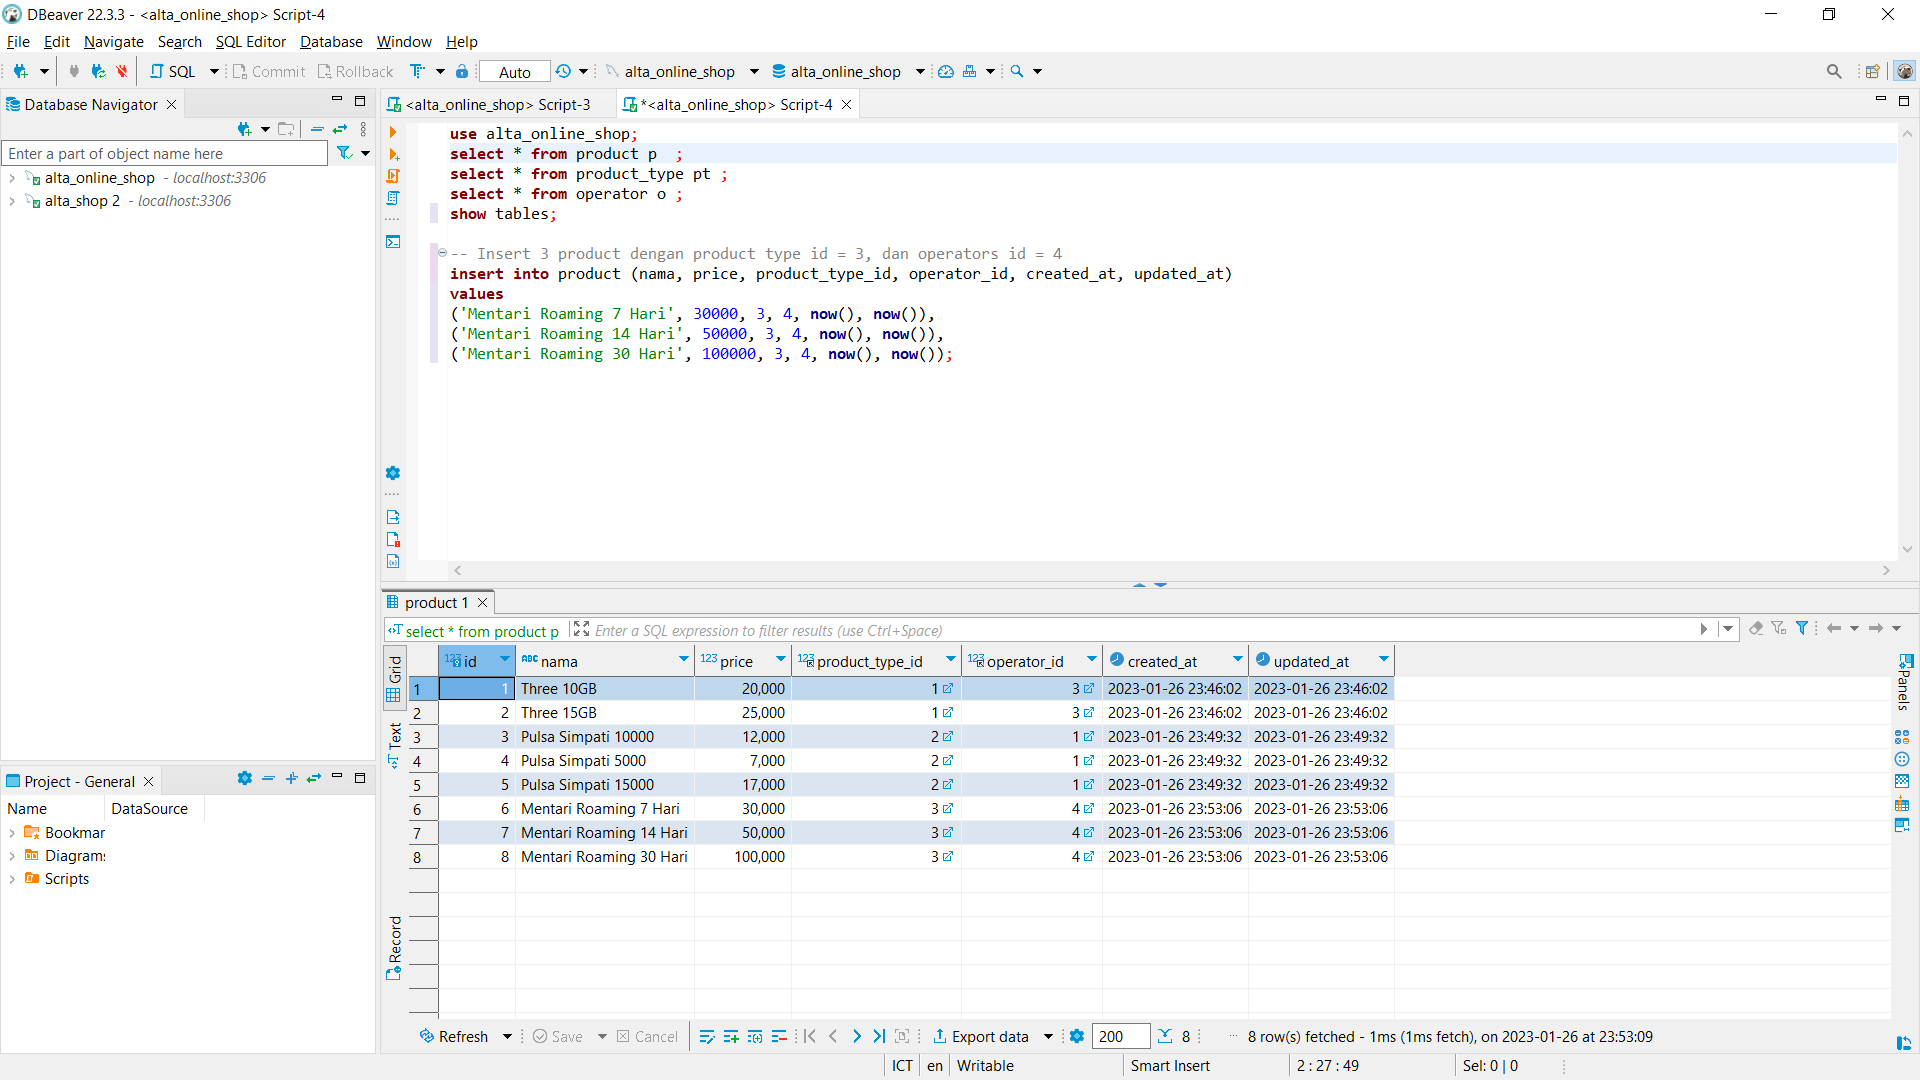 DBeaver 22.3.3 - <alta_online_shop> Script-4
File Edit Navigate Search SQL Editor Database Window Help
SQL Commit Rollback Auto alta_online_shop alta_online_shop
Database Navigator
Enter a part of object name here
alta_online_shop - localhost:3306
alta_shop 2 - localhost:3306
<alta_online_shop> Script-3
*<alta_online_shop> Script-4
use alta_online_shop;
select * from product p  ;
select * from product_type pt ;
select * from operator o ;
show tables;
-- Insert 3 product dengan product type id = 3, dan operators id = 4
insert into product (nama, price, product_type_id, operator_id, created_at, updated_at)
values
('Mentari Roaming 7 Hari', 30000, 3, 4, now(), now()),
('Mentari Roaming 14 Hari', 50000, 3, 4, now(), now()),
('Mentari Roaming 30 Hari', 100000, 3, 4, now(), now());
Project - General
Name DataSource
Bookmar
Diagrams
Scripts
product 1
select * from product p Enter a SQL expression to filter results (use Ctrl+Space)
Grid
Text
Record
Panels
id nama price product_type_id operator_id created_at updated_at
1 1 Three 10GB 20,000 1 3 2023-01-26 23:46:02 2023-01-26 23:46:02
2 2 Three 15GB 25,000 1 3 2023-01-26 23:46:02 2023-01-26 23:46:02
3 3 Pulsa Simpati 10000 12,000 2 1 2023-01-26 23:49:32 2023-01-26 23:49:32
4 4 Pulsa Simpati 5000 7,000 2 1 2023-01-26 23:49:32 2023-01-26 23:49:32
5 5 Pulsa Simpati 15000 17,000 2 1 2023-01-26 23:49:32 2023-01-26 23:49:32
6 6 Mentari Roaming 7 Hari 30,000 3 4 2023-01-26 23:53:06 2023-01-26 23:53:06
7 7 Mentari Roaming 14 Hari 50,000 3 4 2023-01-26 23:53:06 2023-01-26 23:53:06
8 8 Mentari Roaming 30 Hari 100,000 3 4 2023-01-26 23:53:06 2023-01-26 23:53:06
Refresh Save Cancel Export data 200 8 8 row(s) fetched - 1ms (1ms fetch), on 2023-01-26 at 23:53:09
ICT en Writable Smart Insert 2 : 27 : 49 Sel: 0 | 0